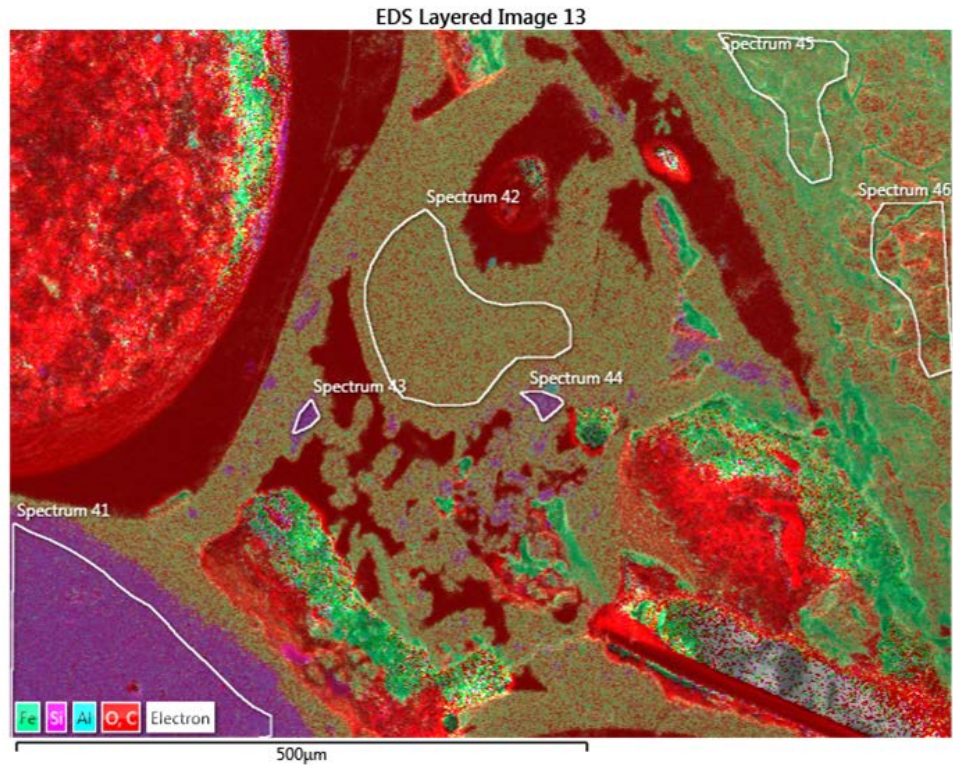 EDS Layered Image 13
Spectrum 45
Spectrum 46
Spectrum 42
Spectrum 43
Spectrum 44
Spectrum 41
Fe Si Al O, C Electron
500µm